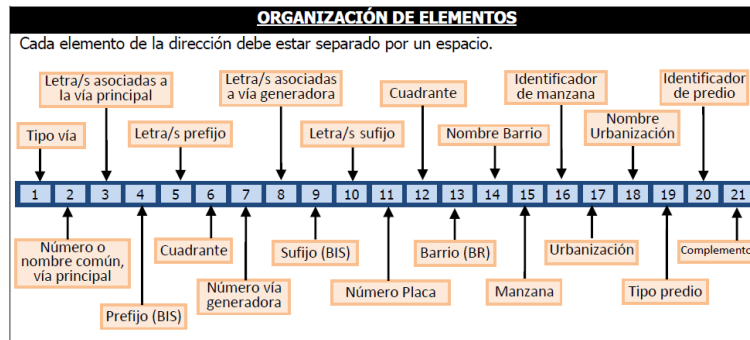 ORGANIZACIÓN DE ELEMENTOS
Cada elemento de la dirección debe estar separado por un espacio.
Letra/s asociadas a
la vía principal
Letra/s asociadas
a vía generadora
Cuadrante
Identificador
de manzana
Identificador
de predio
Tipo vía
Letra/s prefijo
Letra/s sufijo
Nombre Barrio
Nombre
Urbanización
1 2 3 4 5 6 7 8 9 10 11 12 13 14 15 16 17 18 19 20 21
Número o
nombre común,
vía principal
Cuadrante
Sufijo (BIS)
Barrio (BR)
Urbanización
Complemento
Prefijo (BIS)
Número vía
generadora
Número Placa
Manzana
Tipo predio